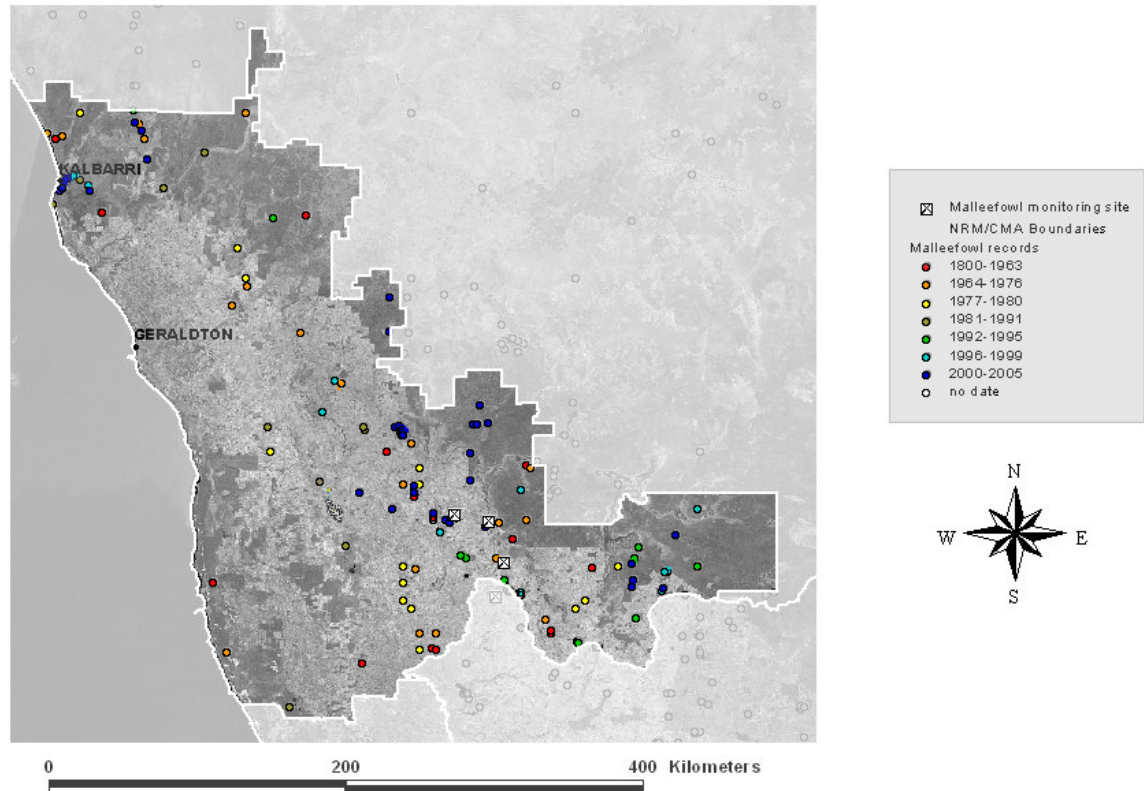 KALBARRI
GERALDTON
Malleefowl monitoring site
NRM/CMA Boundaries
Malleefowl records
1800-1963
1964-1976
1977-1980
1981-1991
1992-1995
1996-1999
2000-2005
no date
N
W E
S
0 200 400 Kilometers